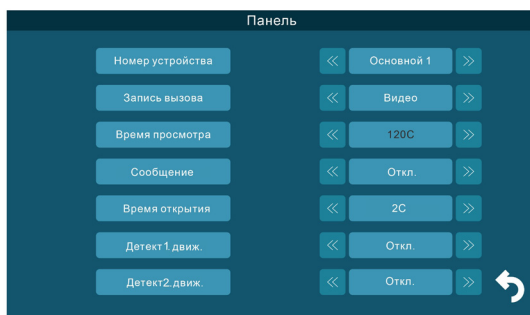 Панель
Номер устройства << Основной 1 >>
Запись вызова << Видео >>
Время просмотра << 120С >>
Сообщение << Откл. >>
Время открытия << 2С >>
Детект1.движ. << Откл. >>
Детект2.движ. << Откл. >>